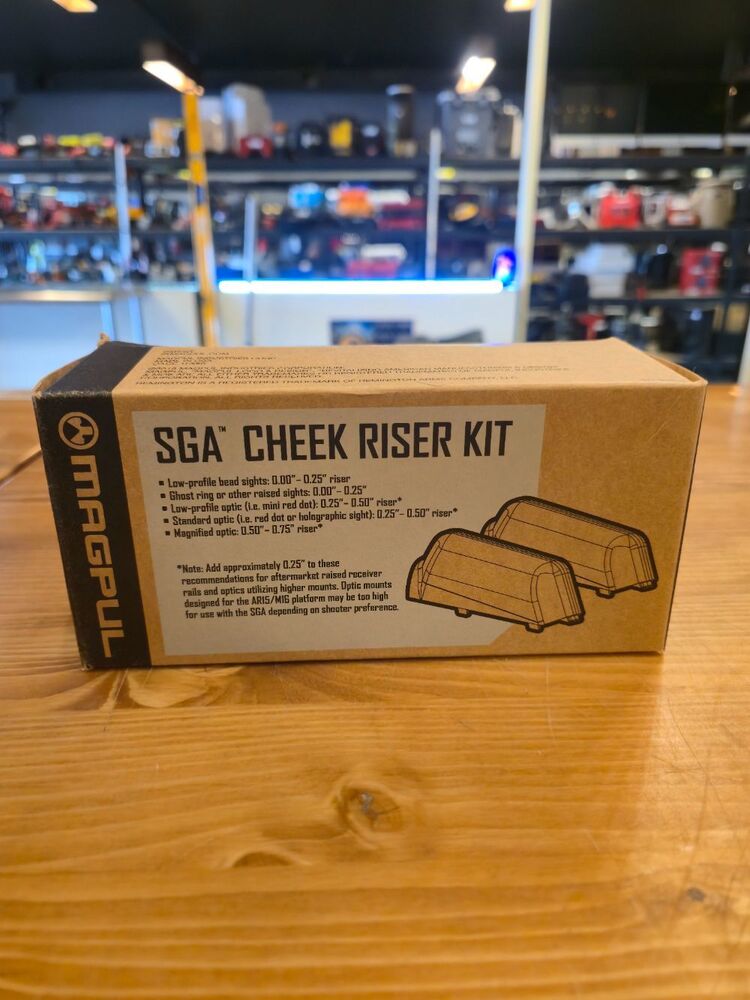 REMINGTON IS A REGISTERED TRADEMARK OF REMINGTON ARMS COMPANY, LLC
MAGPUL
SGA™ CHEEK RISER KIT
▪ Low-profile bead sights: 0.00"– 0.25" riser
▪ Ghost ring or other raised sights: 0.00"– 0.25"
▪ Low-profile optic (i.e. mini red dot): 0.25"– 0.50" riser*
▪ Standard optic (i.e. red dot or holographic sight): 0.25"– 0.50" riser*
▪ Magnified optic: 0.50"– 0.75" riser*
*Note: Add approximately 0.25" to these
recommendations for aftermarket raised receiver
rails and optics utilizing higher mounts. Optic mounts
designed for the AR15/M16 platform may be too high
for use with the SGA depending on shooter preference.